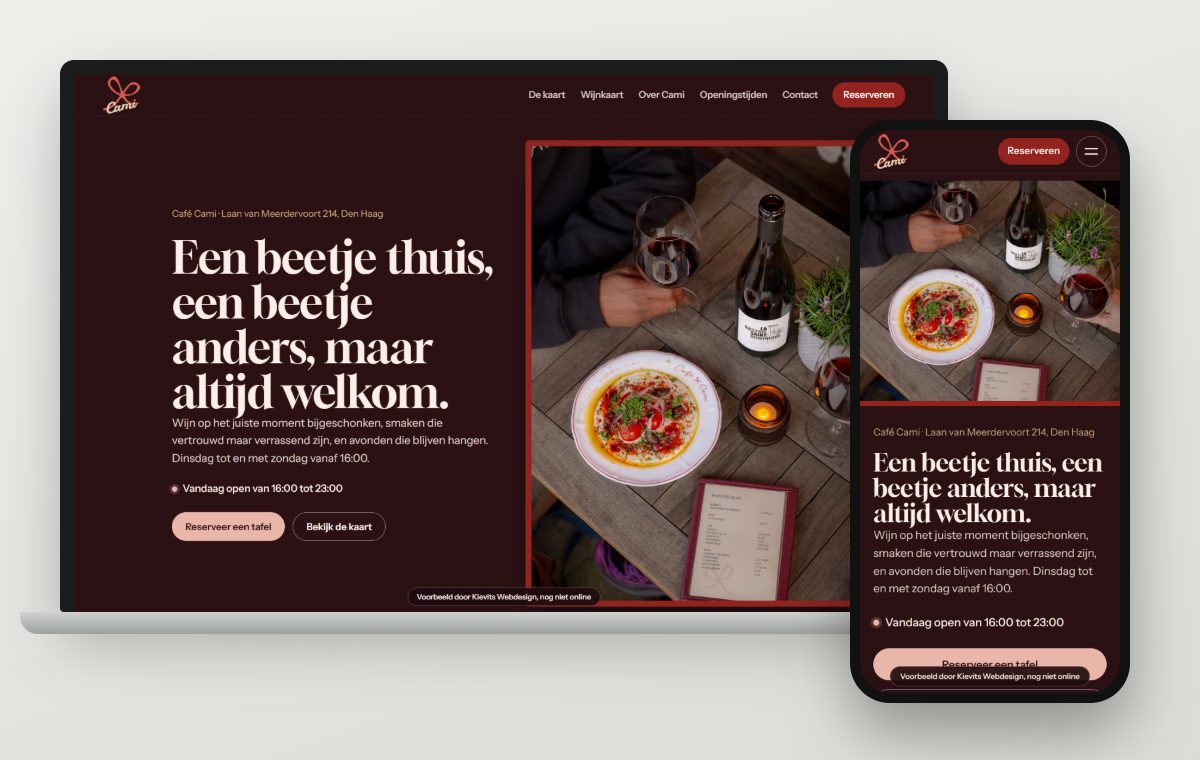 Cami
De kaart Wijnkaart Over Cami Openingstijden Contact Reserveren
Café Cami · Laan van Meerdervoort 214, Den Haag
Een beetje thuis,
een beetje
anders, maar
altijd welkom.
Wijn op het juiste moment bijgeschonken, smaken die
vertrouwd maar verrassend zijn, en avonden die blijven hangen.
Dinsdag tot en met zondag vanaf 16:00.
Vandaag open van 16:00 tot 23:00
Reserveer een tafel Bekijk de kaart
Voorbeeld door Kievits Webdesign, nog niet online
Cami
Reserveren
Café Cami · Laan van Meerdervoort 214, Den Haag
Een beetje thuis, een
beetje anders, maar
altijd welkom.
Wijn op het juiste moment bijgeschonken,
smaken die vertrouwd maar verrassend zijn,
en avonden die blijven hangen. Dinsdag tot
en met zondag vanaf 16:00.
Vandaag open van 16:00 tot 23:00
Reserveer een tafel
Voorbeeld door Kievits Webdesign, nog niet online